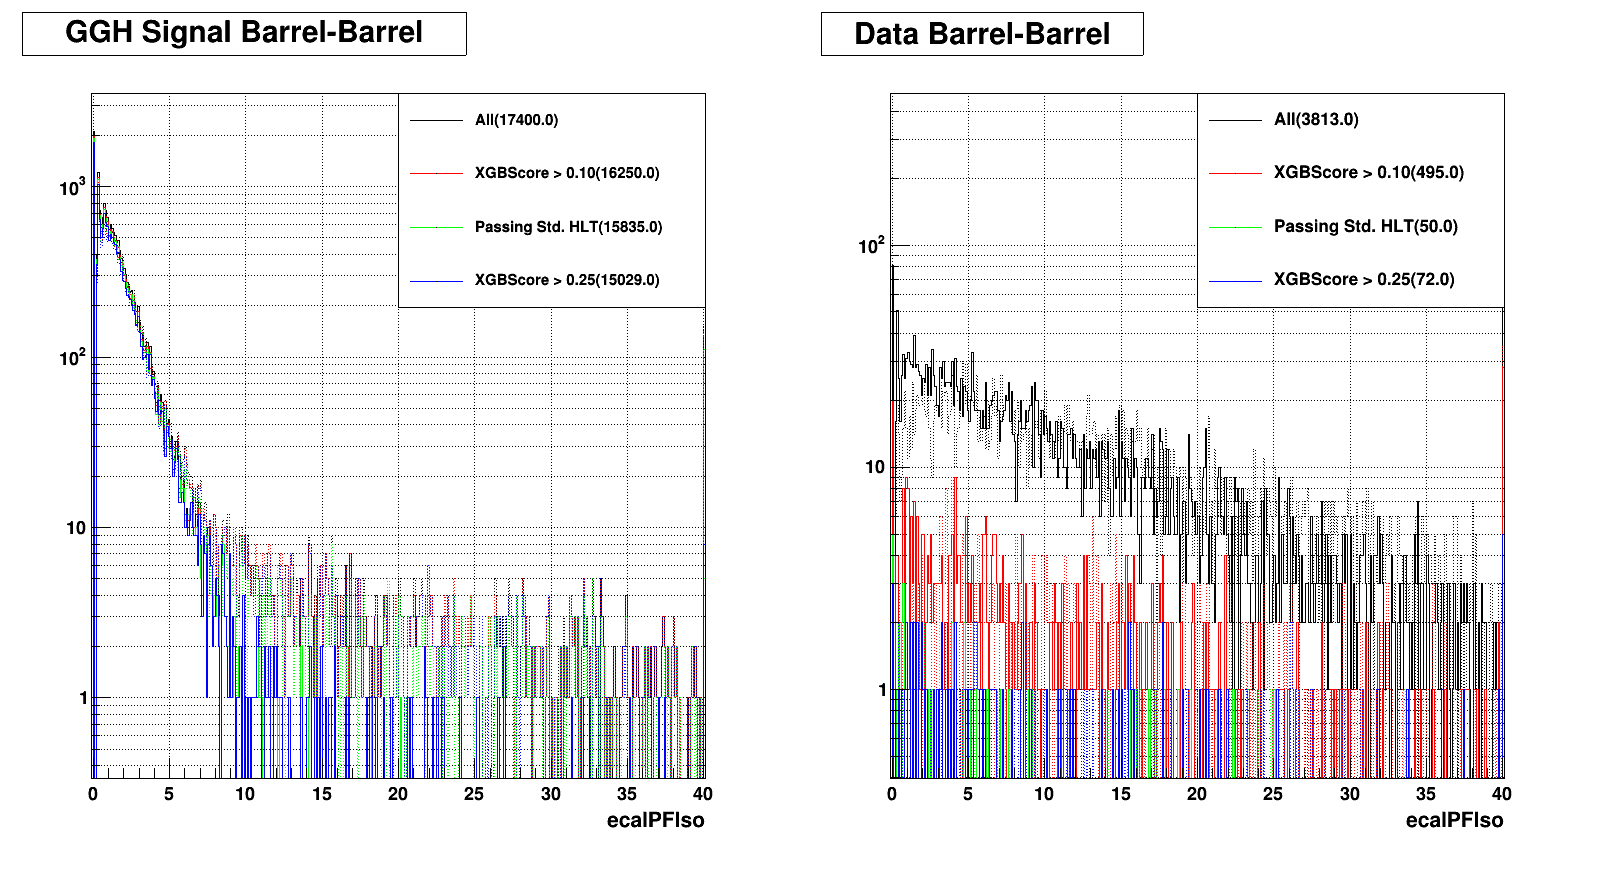 GGH Signal Barrel-Barrel
All(17400.0)
XGBScore > 0.10(16250.0)
Passing Std. HLT(15835.0)
XGBScore > 0.25(15029.0)
10³
10²
10
1
0 5 10 15 20 25 30 35 40
ecalPFIso
Data Barrel-Barrel
All(3813.0)
XGBScore > 0.10(495.0)
Passing Std. HLT(50.0)
XGBScore > 0.25(72.0)
10²
10
1
0 5 10 15 20 25 30 35 40
ecalPFIso